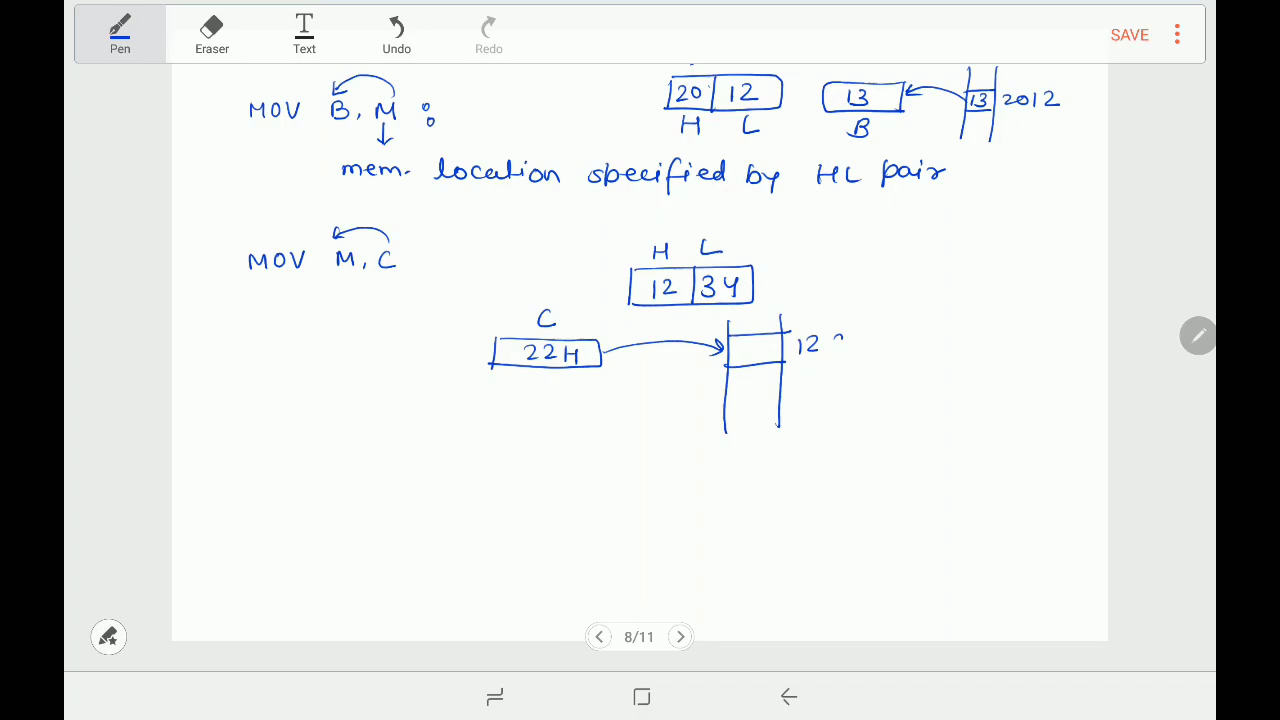 Pen Eraser Text Undo Redo SAVE
MOV B, M :
20 12
H L
13
B
13 2012
mem. location specified by HL pair
MOV M, C
H L
12 34
C
22H
12
8/11